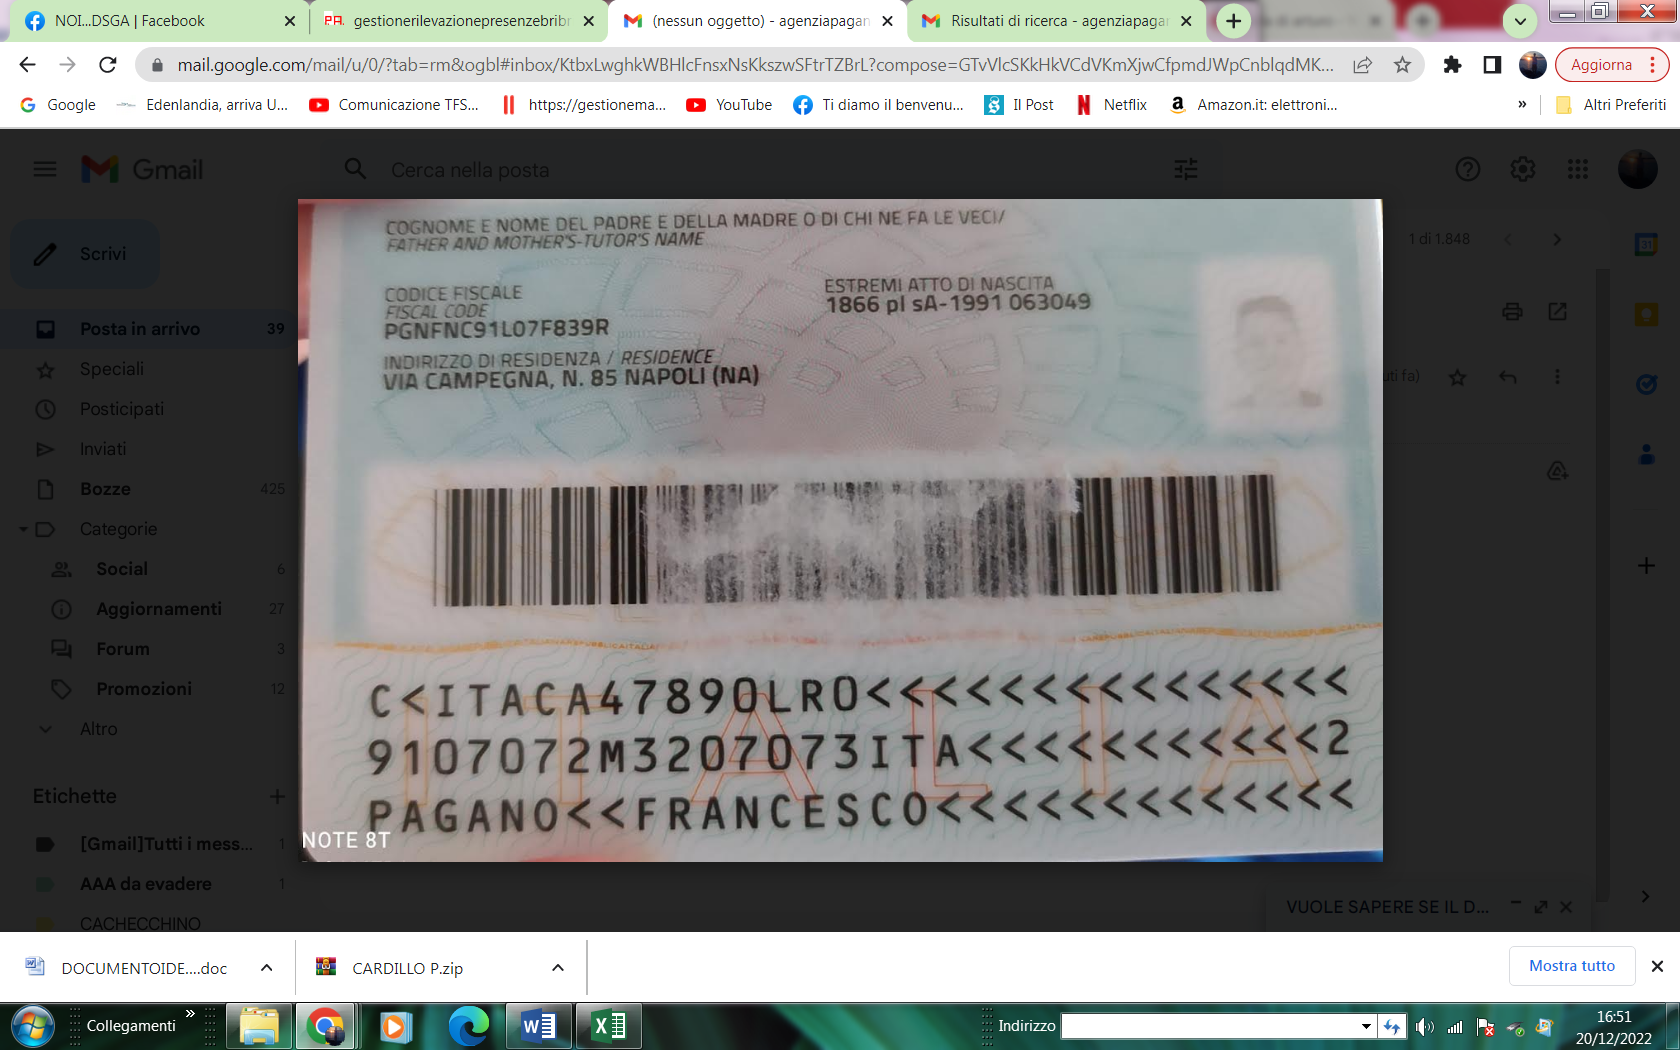 NOI...DSGA | Facebook
gestionerilevazionepresenzebribr
(nessun oggetto) - agenziapagan
Risultati di ricerca - agenziapagan
mail.google.com/mail/u/0/?tab=rm&ogbl#inbox/KtbxLwghkWBHlcFnsxNsKkszwSFtrTZBrL?compose=GTvVlcSKkHkVCdVKmXjwCfpmdJWpCnblqdMK...
Aggiorna
Google
Edenlandia, arriva U...
Comunicazione TFS...
https://gestionema...
YouTube
Ti diamo il benvenu...
Il Post
Netflix
Amazon.it: elettroni...
»
Altri Preferiti
Gmail
Cerca nella posta
Scrivi
1 di 1.848
Posta in arrivo 39
Speciali
Posticipati
Inviati
Bozze 425
Categorie
Social 6
Aggiornamenti 27
Forum 3
Promozioni 12
Altro
Etichette
[Gmail]Tutti i mess... 1
AAA da evadere 1
CACHECCHINO
COGNOME E NOME DEL PADRE E DELLA MADRE O DI CHI NE FA LE VECI/
FATHER AND MOTHER'S-TUTOR'S NAME
CODICE FISCALE
FISCAL CODE
PGNFNC91L07F839R
ESTREMI ATTO DI NASCITA
1866 pI sA-1991 063049
INDIRIZZO DI RESIDENZA / RESIDENCE
VIA CAMPEGNA, N. 85 NAPOLI (NA)
uti fa)
C<ITACA47890LRO<<<<<<<<<<<<<<<
9107072M3207073ITA<<<<<<<<<<<2
PAGANO<<FRANCESCO<<<<<<<<<<<<<
ITALIA
NOTE 8T
VUOLE SAPERE SE IL D...
DOCUMENTOIDE....doc
CARDILLO P.zip
Mostra tutto
Collegamenti »
Indirizzo
16:51
20/12/2022